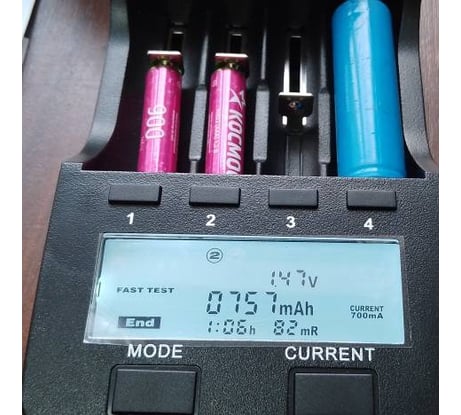 900
КОСМОС
1 2 3 4
2
1.47V
FAST TEST
0757mAh
CURRENT
700mA
End
1:06h 82mR
MODE CURRENT